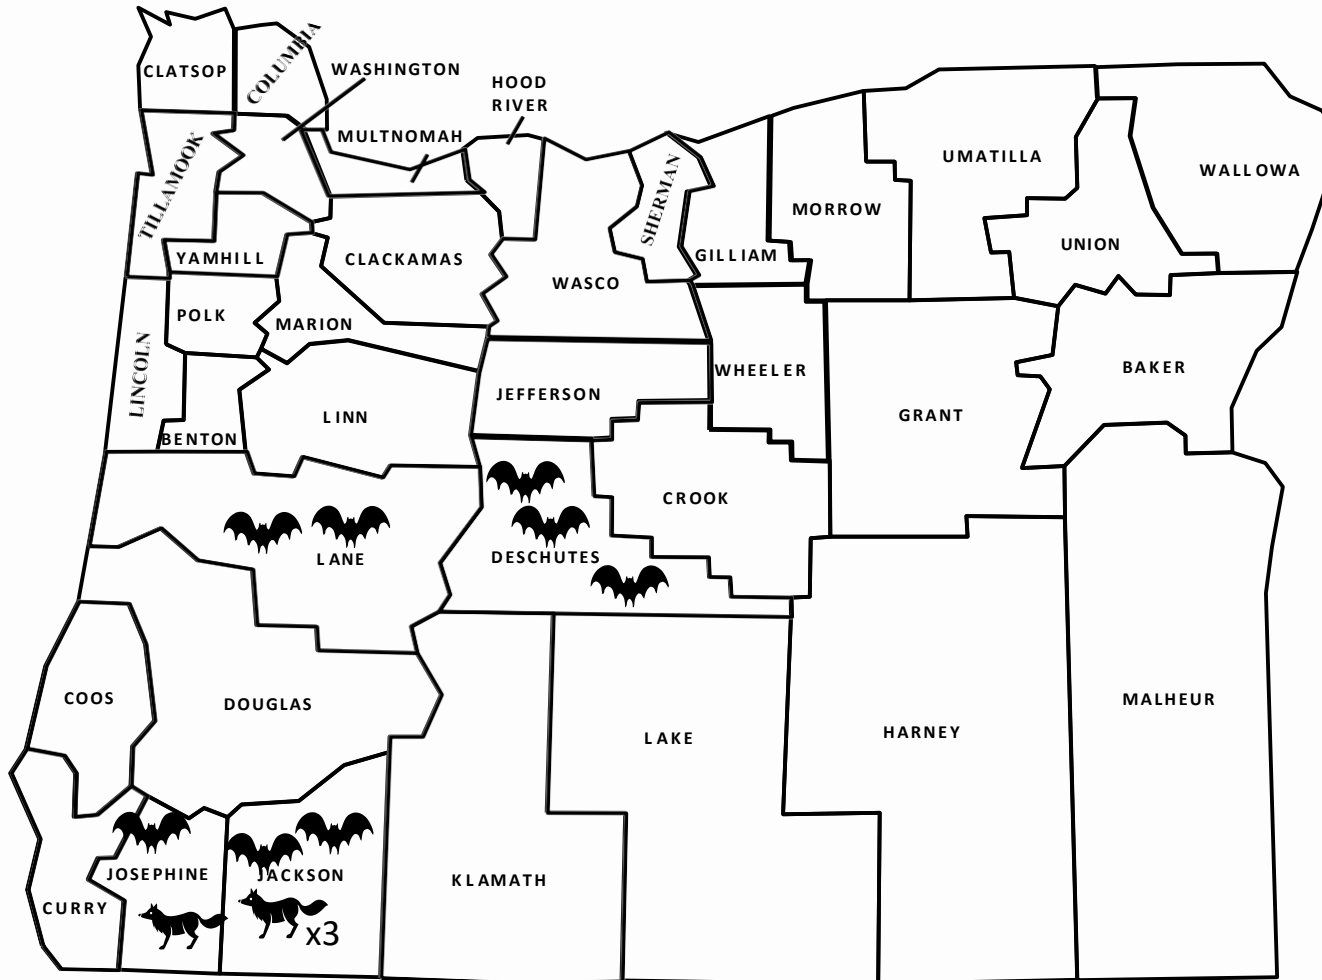 CLATSOP
COLUMBIA
WASHINGTON
HOOD
RIVER
MULTNOMAH
TILLAMOOK
SHERMAN
UMATILLA
WALLOWA
MORROW
UNION
YAMHILL
CLACKAMAS
GILLIAM
WASCO
POLK
MARION
LINCOLN
WHEELER
BAKER
JEFFERSON
LINN
GRANT
BENTON
CROOK
LANE
DESCHUTES
COOS
DOUGLAS
MALHEUR
LAKE
HARNEY
JOSEPHINE
JACKSON
KLAMATH
CURRY
x3